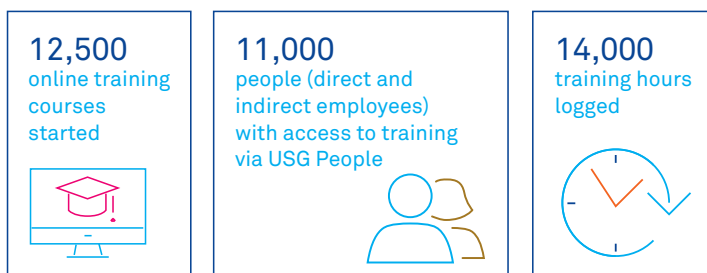 12,500
online training
courses
started
11,000
people (direct and
indirect employees)
with access to training
via USG People
14,000
training hours
logged